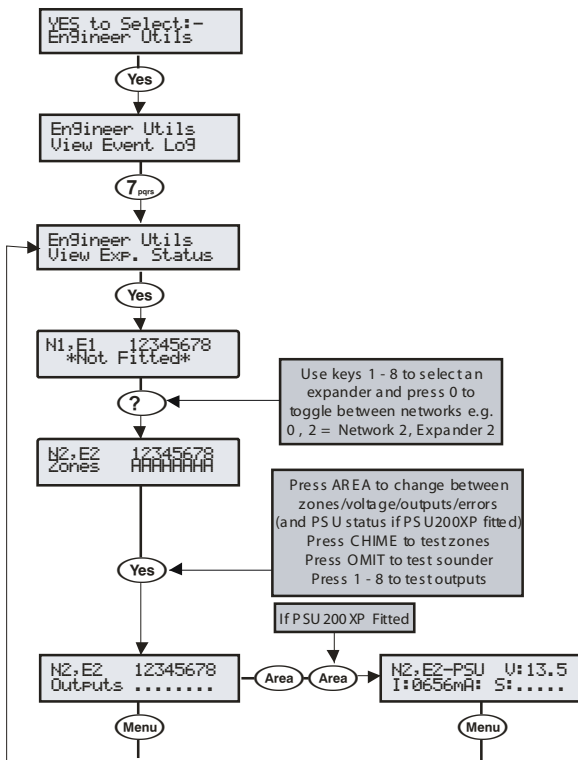 YES to Select:-
En9ineer Utils
Yes
En9ineer Utils
View Event Lo9
7pqrs
En9ineer Utils
View Exp. Status
Yes
N1,E1 12345678
*Not Fitted*
?
Use keys 1 - 8 to select an
expander and press 0 to
toggle between networks e.g.
0 , 2 = Network 2, Expander 2
N2,E2 12345678
Zones AAAAAAAA
Press AREA to change between
zones/voltage/outputs/errors
(and PSU status if PSU200XP fitted)
Press CHIME to test zones
Press OMIT to test sounder
Press 1 - 8 to test outputs
Yes
If PSU 200 XP Fitted
N2,E2 12345678
Outputs ........
Area
Area
N2,E2-PSU V:13.5
I:0656mA: S:.....
Menu
Menu